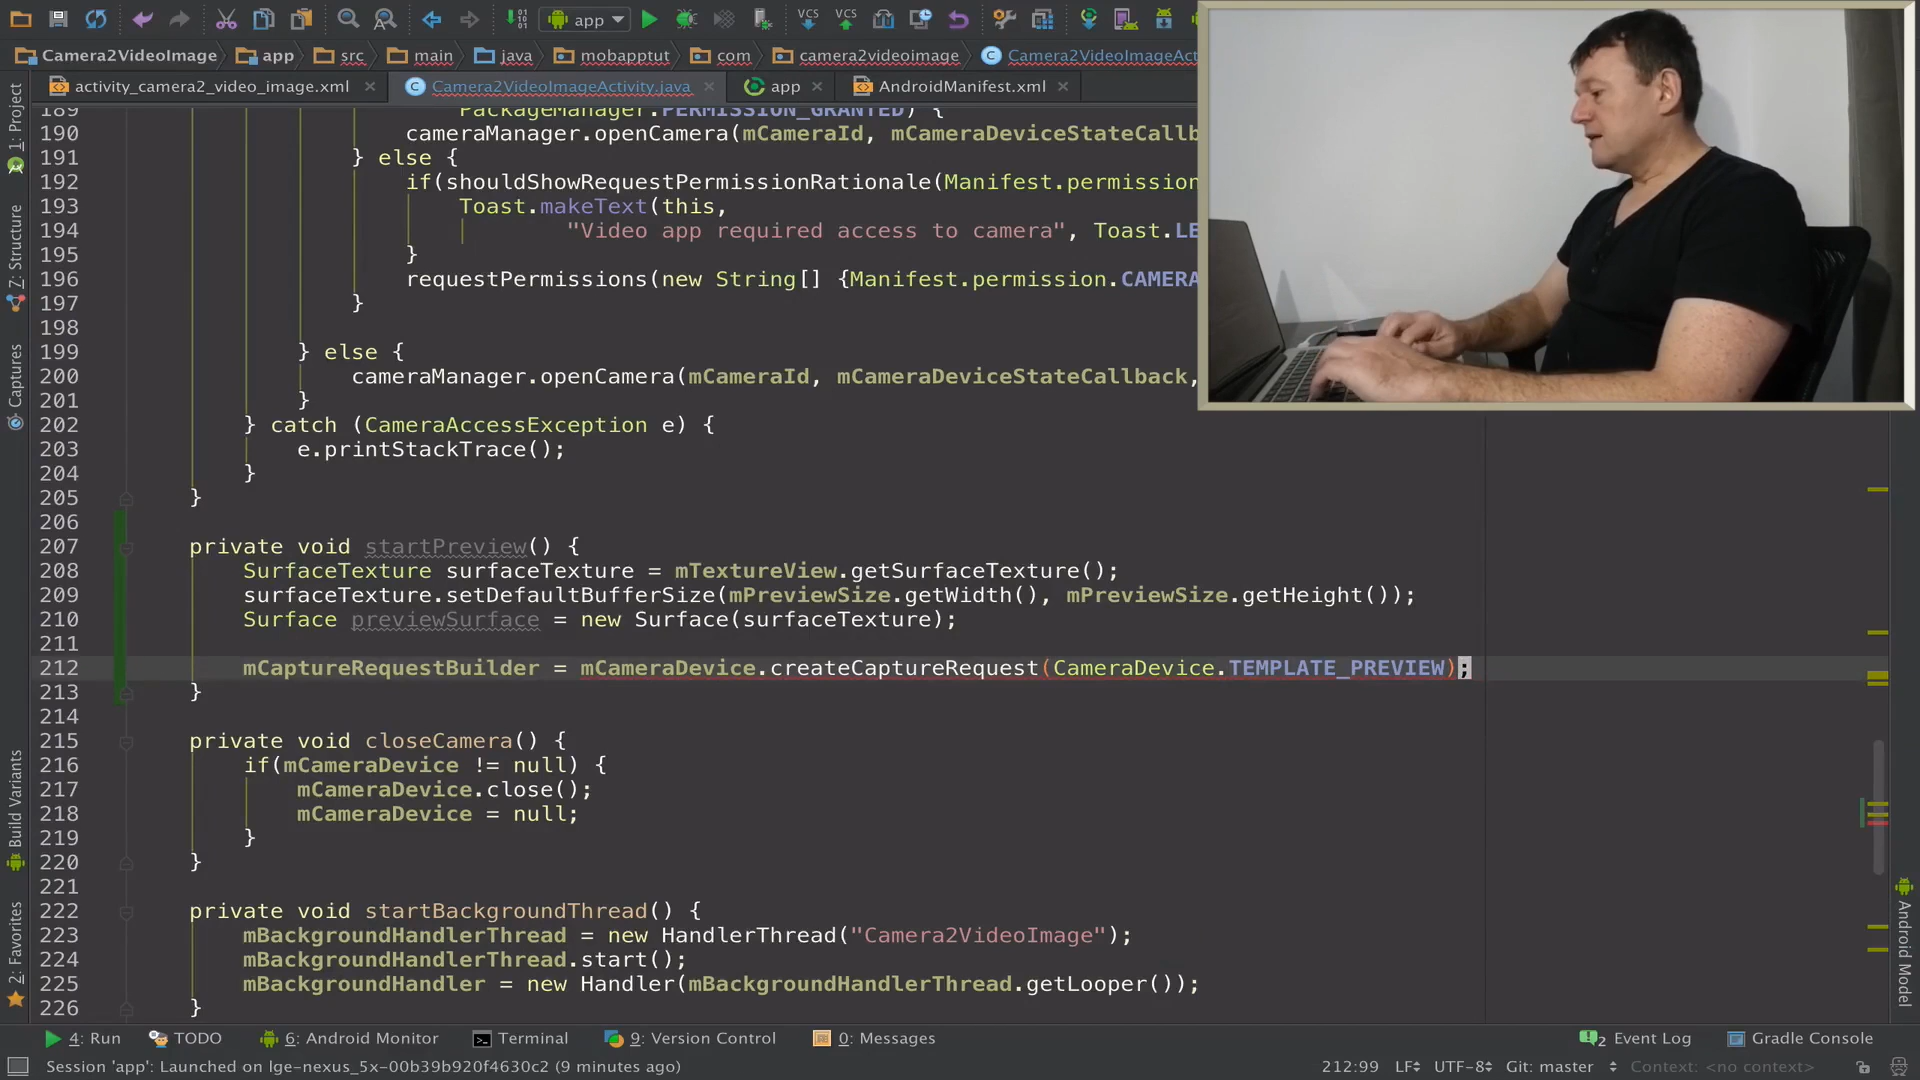 app
Camera2VideoImage app src main java mobapptut com camera2videoimage Camera2VideoImageAct
activity_camera2_video_image.xml Camera2VideoImageActivity.java app AndroidManifest.xml
189 PackageManager.PERMISSION_GRANTED) {
190 cameraManager.openCamera(mCameraId, mCameraDeviceStateCallb
191 } else {
192 if(shouldShowRequestPermissionRationale(Manifest.permission
193 Toast.makeText(this,
194 "Video app required access to camera", Toast.LE
195 }
196 requestPermissions(new String[] {Manifest.permission.CAMERA
197 }
198
199 } else {
200 cameraManager.openCamera(mCameraId, mCameraDeviceStateCallback,
201 }
202 } catch (CameraAccessException e) {
203 e.printStackTrace();
204 }
205 }
206
207 private void startPreview() {
208 SurfaceTexture surfaceTexture = mTextureView.getSurfaceTexture();
209 surfaceTexture.setDefaultBufferSize(mPreviewSize.getWidth(), mPreviewSize.getHeight());
210 Surface previewSurface = new Surface(surfaceTexture);
211
212 mCaptureRequestBuilder = mCameraDevice.createCaptureRequest(CameraDevice.TEMPLATE_PREVIEW);
213 }
214
215 private void closeCamera() {
216 if(mCameraDevice != null) {
217 mCameraDevice.close();
218 mCameraDevice = null;
219 }
220 }
221
222 private void startBackgroundThread() {
223 mBackgroundHandlerThread = new HandlerThread("Camera2VideoImage");
224 mBackgroundHandlerThread.start();
225 mBackgroundHandler = new Handler(mBackgroundHandlerThread.getLooper());
226 }
1: Project
7: Structure
Captures
Build Variants
2: Favorites
Android Model
4: Run TODO 6: Android Monitor Terminal 9: Version Control 0: Messages 2 Event Log Gradle Console
Session 'app': Launched on lge-nexus_5x-00b39b920f4630c2 (9 minutes ago) 212:99 LF UTF-8 Git: master Context: <no context>